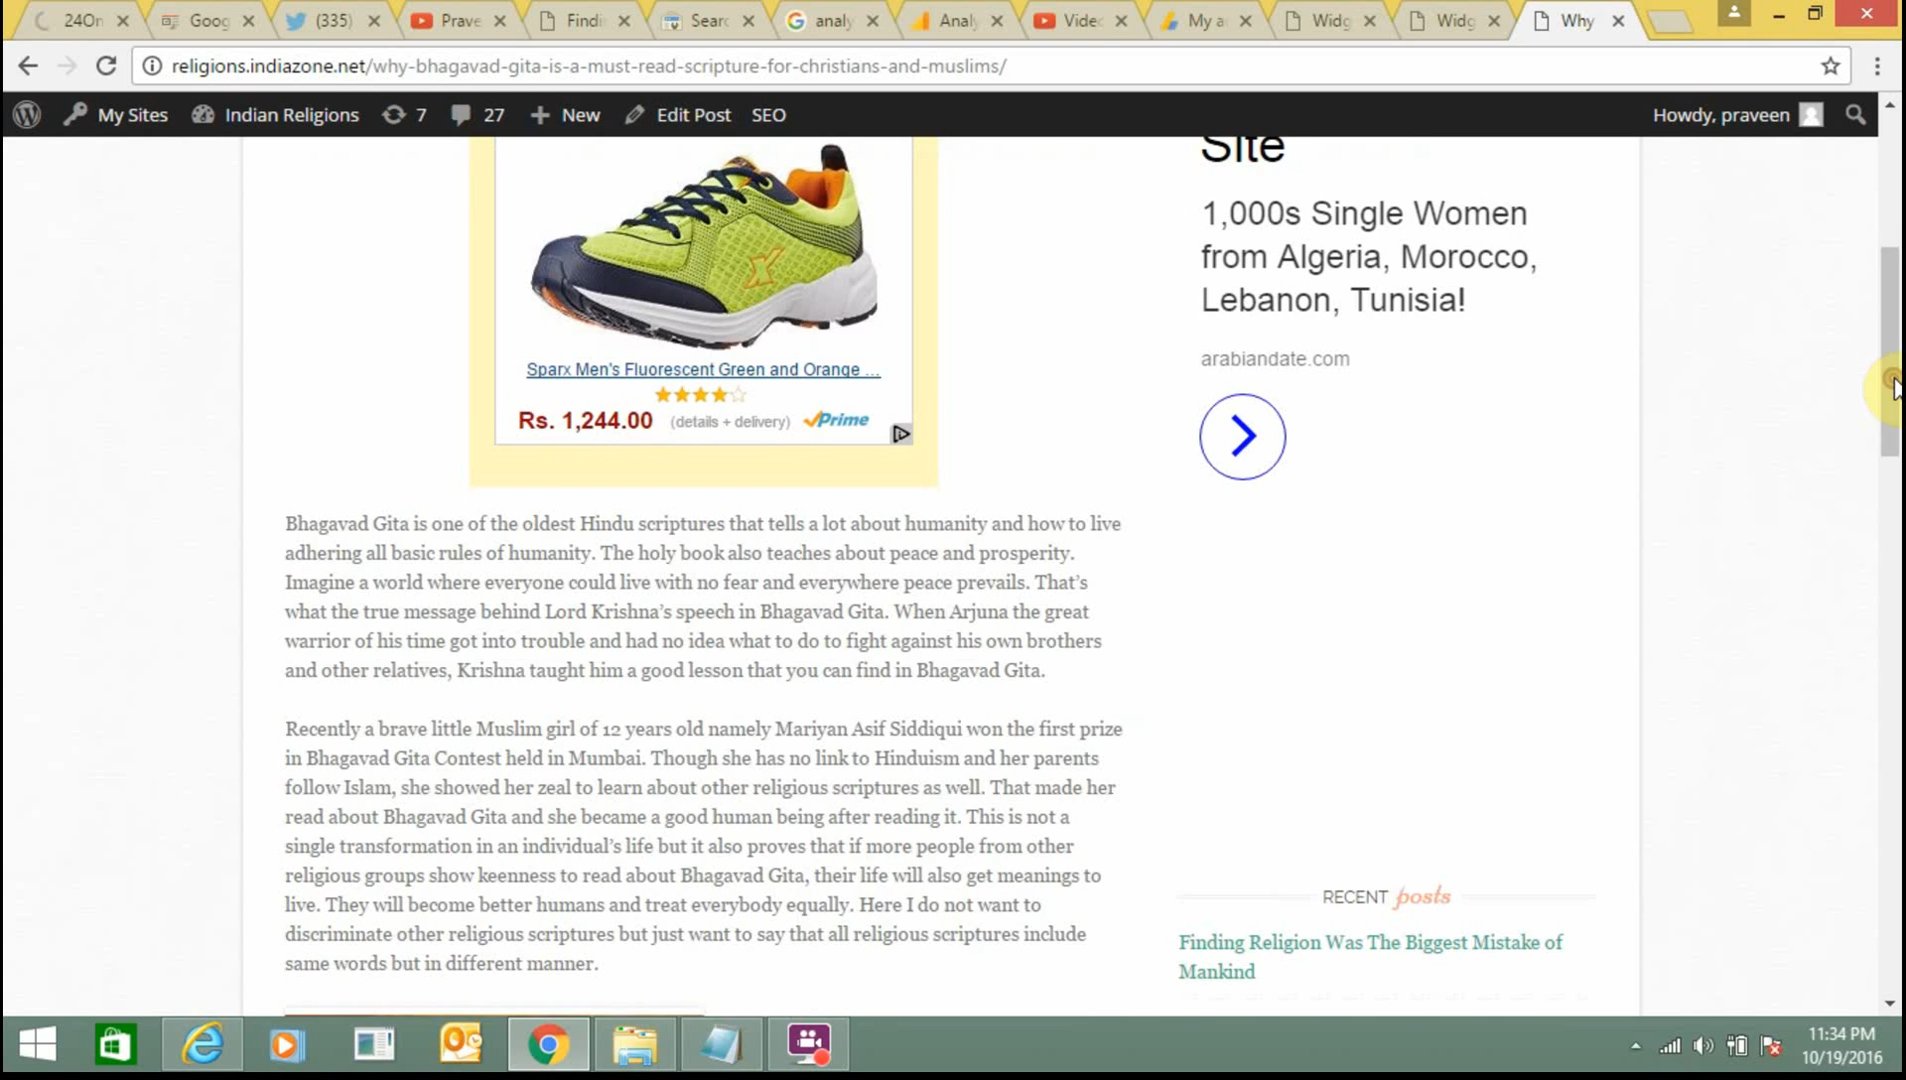 24On
Goog
(335)
Prave
Findi
Searc
analy
Analy
Video
My a
Widg
Widg
Why
religions.indiazone.net/why-bhagavad-gita-is-a-must-read-scripture-for-christians-and-muslims/
My Sites Indian Religions 7 27 + New Edit Post SEO Howdy, praveen
Site
1,000s Single Women
from Algeria, Morocco,
Lebanon, Tunisia!
arabiandate.com
Sparx Men's Fluorescent Green and Orange ...
Rs. 1,244.00 (details + delivery) Prime
Bhagavad Gita is one of the oldest Hindu scriptures that tells a lot about humanity and how to live
adhering all basic rules of humanity. The holy book also teaches about peace and prosperity.
Imagine a world where everyone could live with no fear and everywhere peace prevails. That's
what the true message behind Lord Krishna's speech in Bhagavad Gita. When Arjuna the great
warrior of his time got into trouble and had no idea what to do to fight against his own brothers
and other relatives, Krishna taught him a good lesson that you can find in Bhagavad Gita.
Recently a brave little Muslim girl of 12 years old namely Mariyan Asif Siddiqui won the first prize
in Bhagavad Gita Contest held in Mumbai. Though she has no link to Hinduism and her parents
follow Islam, she showed her zeal to learn about other religious scriptures as well. That made her
read about Bhagavad Gita and she became a good human being after reading it. This is not a
single transformation in an individual's life but it also proves that if more people from other
religious groups show keenness to read about Bhagavad Gita, their life will also get meanings to
live. They will become better humans and treat everybody equally. Here I do not want to
discriminate other religious scriptures but just want to say that all religious scriptures include
same words but in different manner.
RECENT posts
Finding Religion Was The Biggest Mistake of
Mankind
11:34 PM
10/19/2016